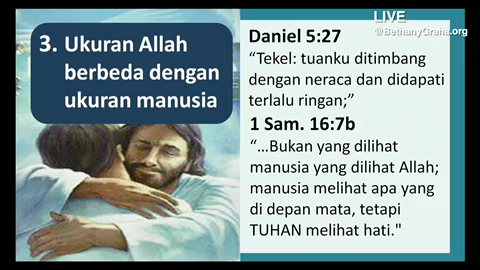 LIVE
@BethanyGraha.org
3. Ukuran Allah
berbeda dengan
ukuran manusia
Daniel 5:27
“Tekel: tuanku ditimbang
dengan neraca dan didapati
terlalu ringan;”
1 Sam. 16:7b
“...Bukan yang dilihat
manusia yang dilihat Allah;
manusia melihat apa yang
di depan mata, tetapi
TUHAN melihat hati."